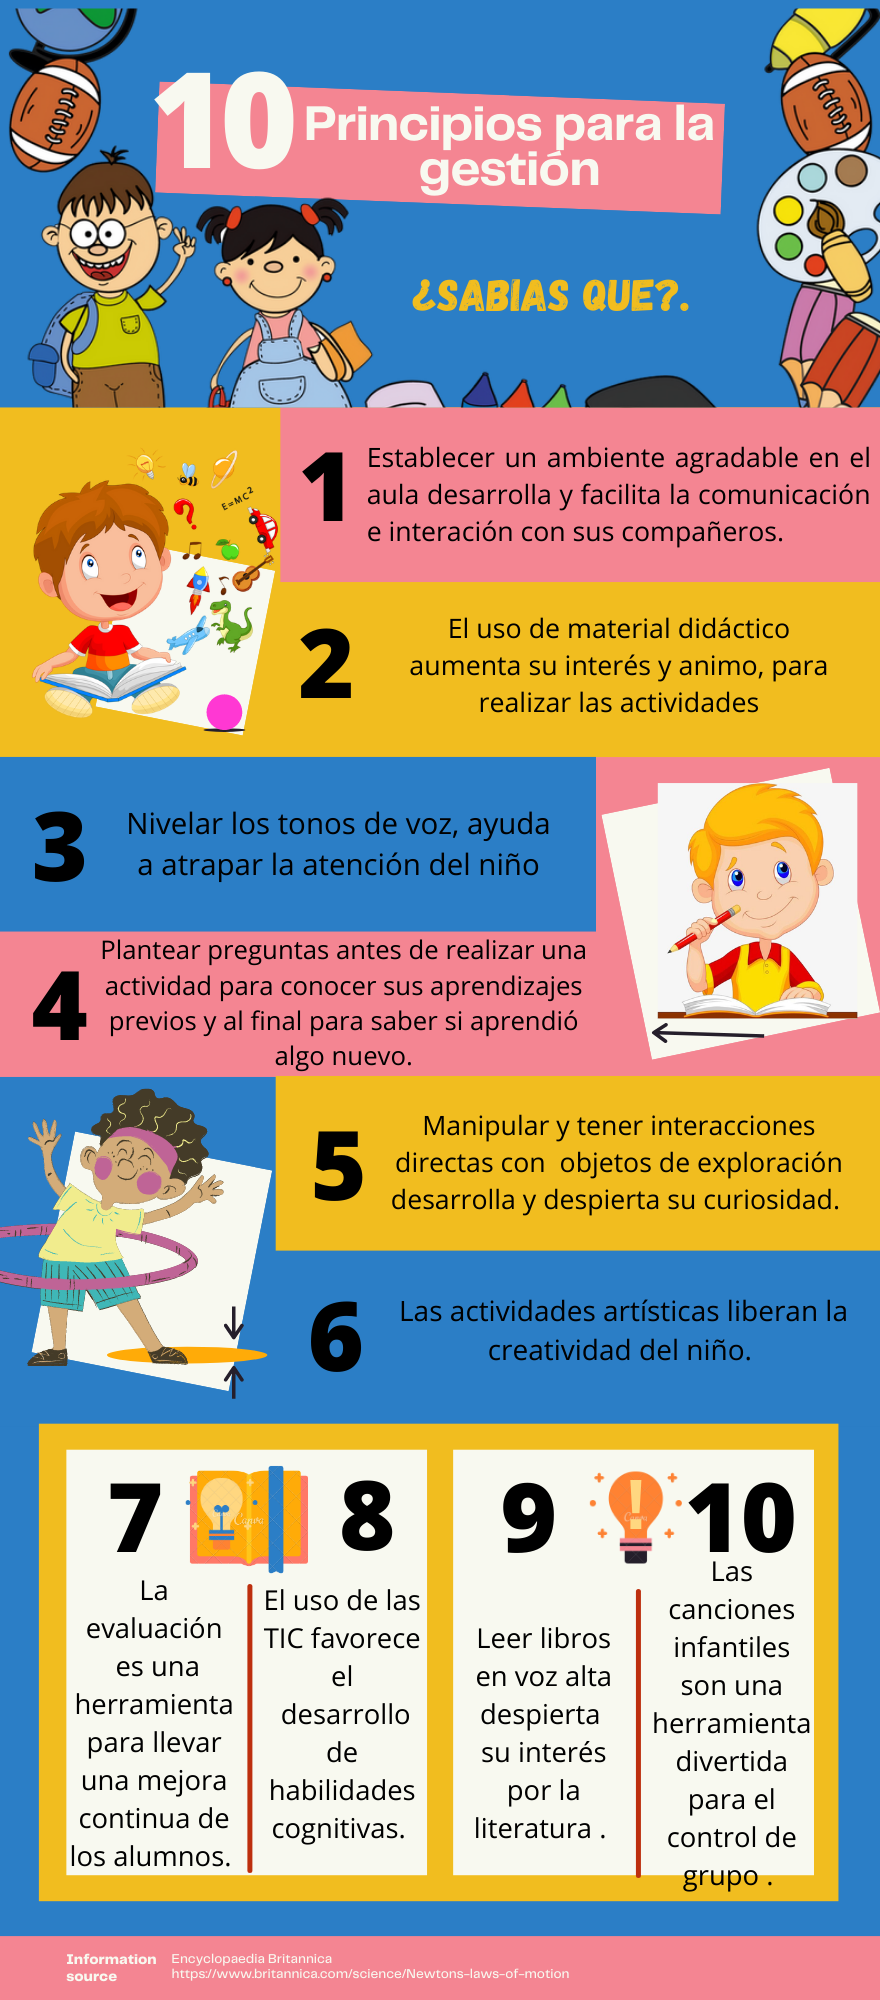 10 Principios para la
gestión
¿SABIAS QUE?.
E=MC2
1
Establecer un ambiente agradable en el
aula desarrolla y facilita la comunicación
e interación con sus compañeros.
2
El uso de material didáctico
aumenta su interés y animo, para
realizar las actividades
3
Nivelar los tonos de voz, ayuda
a atrapar la atención del niño
4
Plantear preguntas antes de realizar una
actividad para conocer sus aprendizajes
previos y al final para saber si aprendió
algo nuevo.
5
Manipular y tener interacciones
directas con  objetos de exploración
desarrolla y despierta su curiosidad.
6
Las actividades artísticas liberan la
creatividad del niño.
7
La
evaluación
es una
herramienta
para llevar
una mejora
continua de
los alumnos.
Canva
8
El uso de las
TIC favorece
el
desarrollo
de
habilidades
cognitivas.
9
Leer libros
en voz alta
despierta
su interés
por la
literatura .
Canva
10
Las
canciones
infantiles
son una
herramienta
divertida
para el
control de
grupo .
Information
source
Encyclopaedia Britannica
https://www.britannica.com/science/Newtons-laws-of-motion